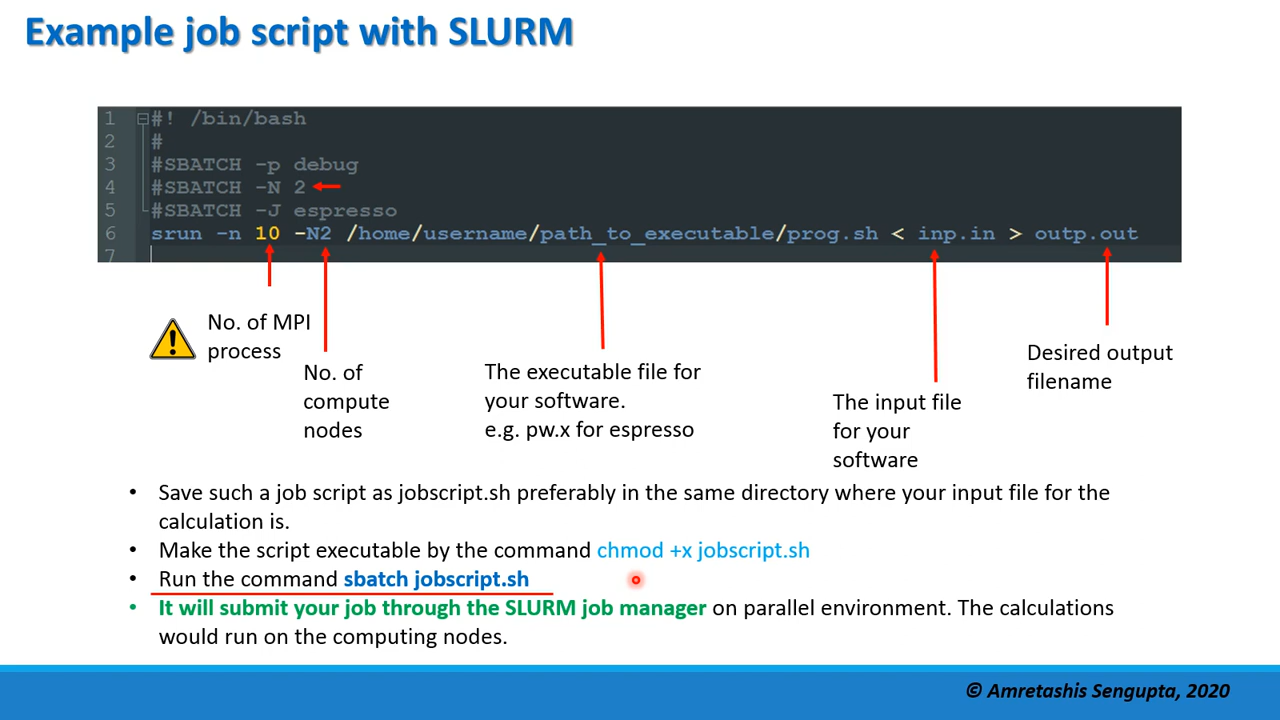 Example job script with SLURM
1 #! /bin/bash
2 #
3 #SBATCH -p debug
4 #SBATCH -N 2
5 #SBATCH -J espresso
6 srun -n 10 -N2 /home/username/path_to_executable/prog.sh < inp.in > outp.out
7
No. of MPI
process
No. of
compute
nodes
The executable file for
your software.
e.g. pw.x for espresso
The input file
for your
software
Desired output
filename
• Save such a job script as jobscript.sh preferably in the same directory where your input file for the
calculation is.
• Make the script executable by the command chmod +x jobscript.sh
• Run the command sbatch jobscript.sh
• It will submit your job through the SLURM job manager on parallel environment. The calculations
would run on the computing nodes.
© Amretashis Sengupta, 2020